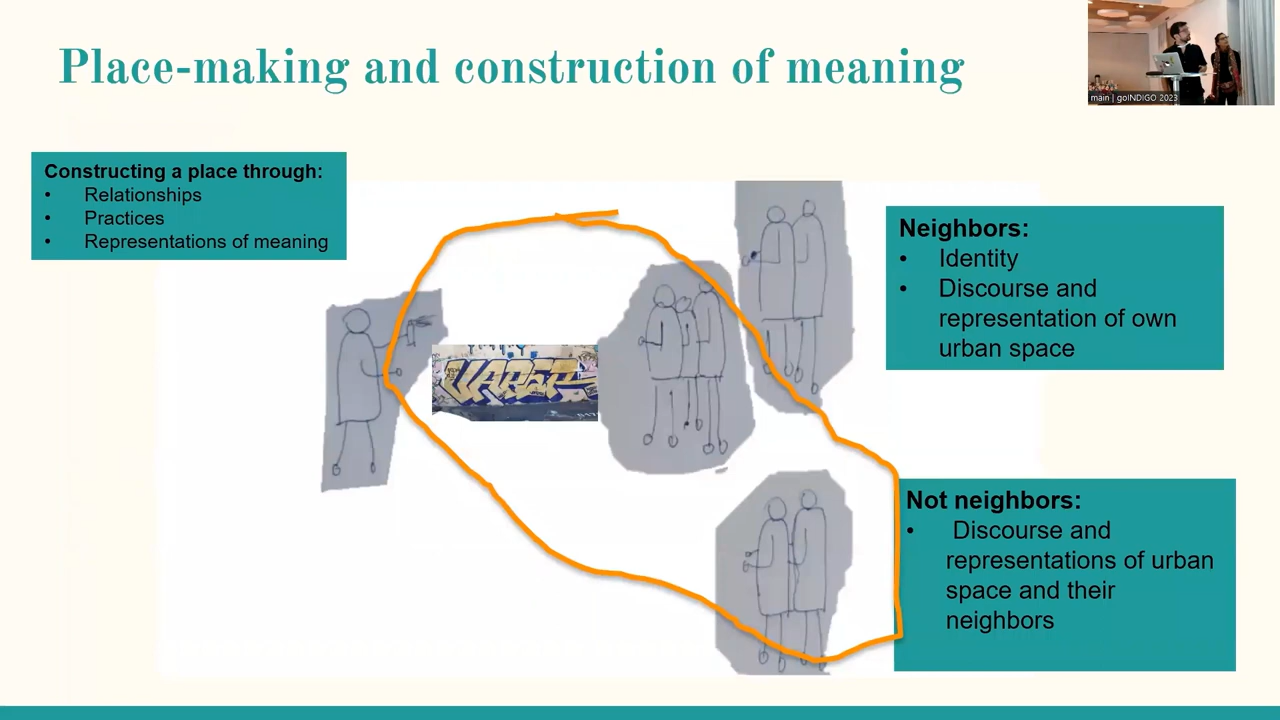 Place-making and construction of meaning
main | goINDIGO 2023
Constructing a place through:
• Relationships
• Practices
• Representations of meaning
Neighbors:
• Identity
• Discourse and
representation of own
urban space
Not neighbors:
• Discourse and
representations of urban
space and their
neighbors